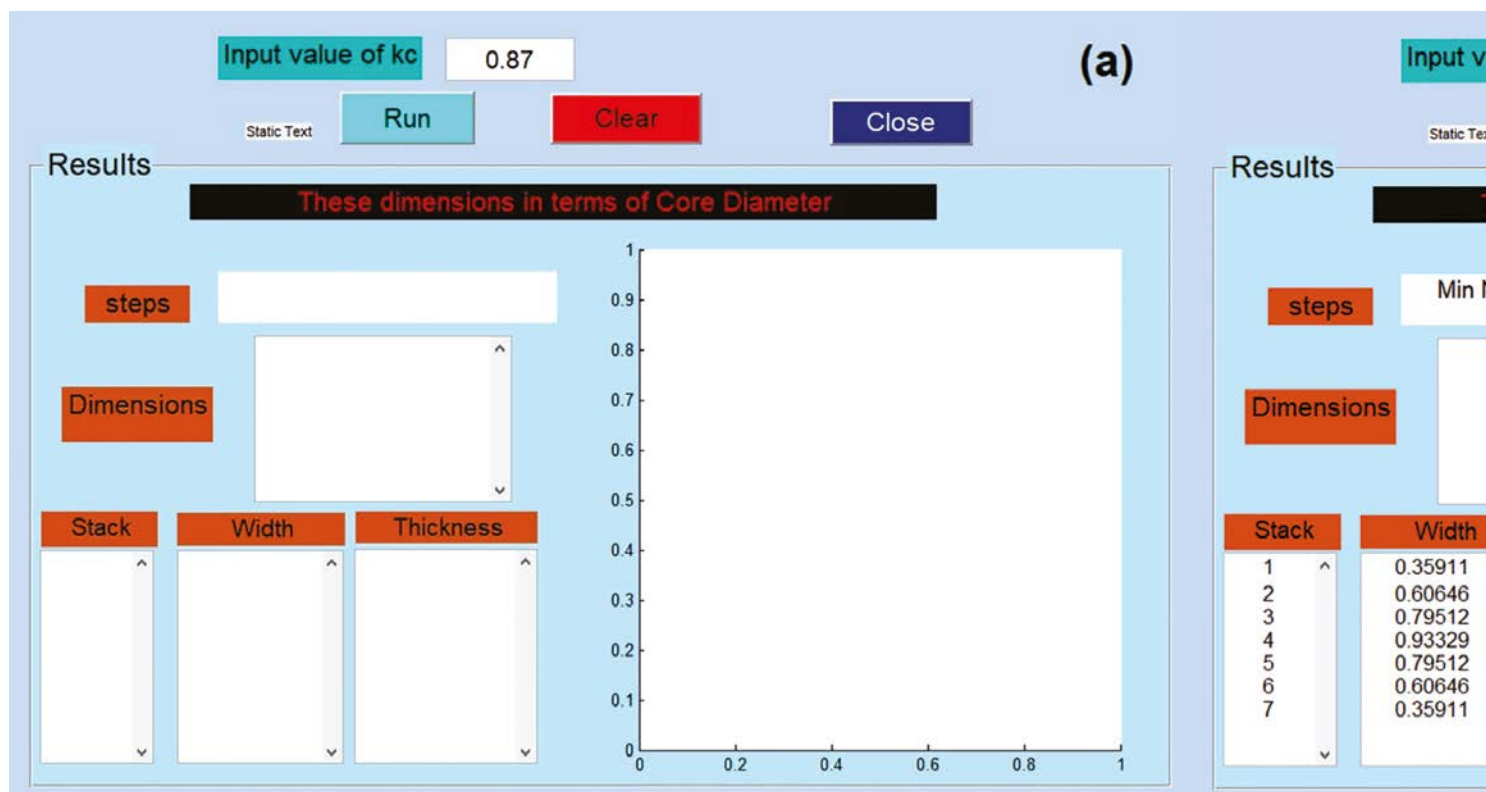 Input value of kc 0.87
(a)
Run
Clear
Close
Static Text
Results
These dimensions in terms of Core Diameter
steps
Dimensions
Stack
Width
Thickness
1
0.9
0.8
0.7
0.6
0.5
0.4
0.3
0.2
0.1
0
0 0.2 0.4 0.6 0.8 1
Input v
Static Te
Results
steps
Min
Dimensions
Stack Width
1 0.35911
2 0.60646
3 0.79512
4 0.93329
5 0.79512
6 0.60646
7 0.35911